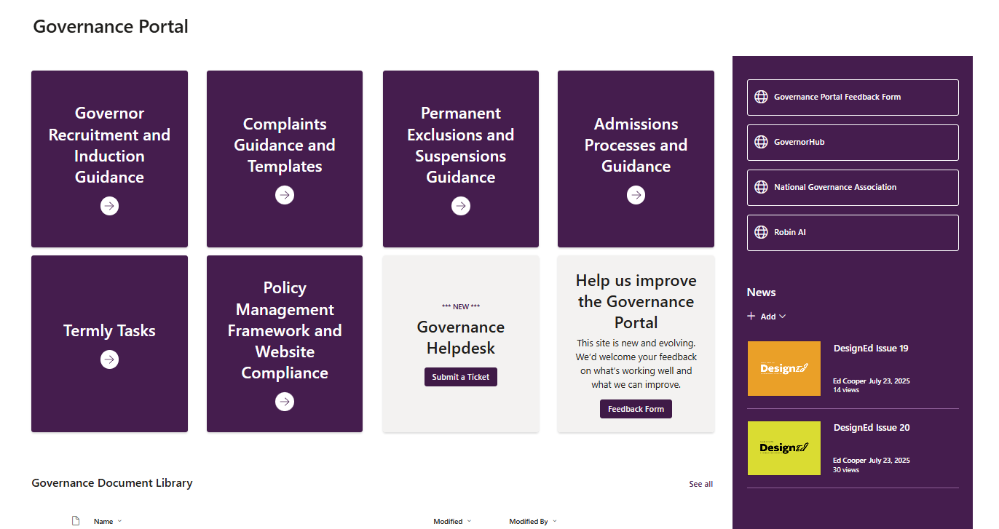 Governance Portal
Governor
Recruitment and
Induction
Guidance
Complaints
Guidance and
Templates
Permanent
Exclusions and
Suspensions
Guidance
Admissions
Processes and
Guidance
Termly Tasks
Policy
Management
Framework and
Website
Compliance
*** NEW ***
Governance
Helpdesk
Submit a Ticket
Help us improve
the Governance
Portal
This site is new and evolving.
We'd welcome your feedback
on what's working well and
what we can improve.
Feedback Form
Governance Document Library
See all
Name
Modified
Modified By
Governance Portal Feedback Form
GovernorHub
National Governance Association
Robin AI
News
+ Add
DesignEd
DesignEd Issue 19
Ed Cooper July 23, 2025
14 views
DesignEd
DesignEd Issue 20
Ed Cooper July 23, 2025
30 views